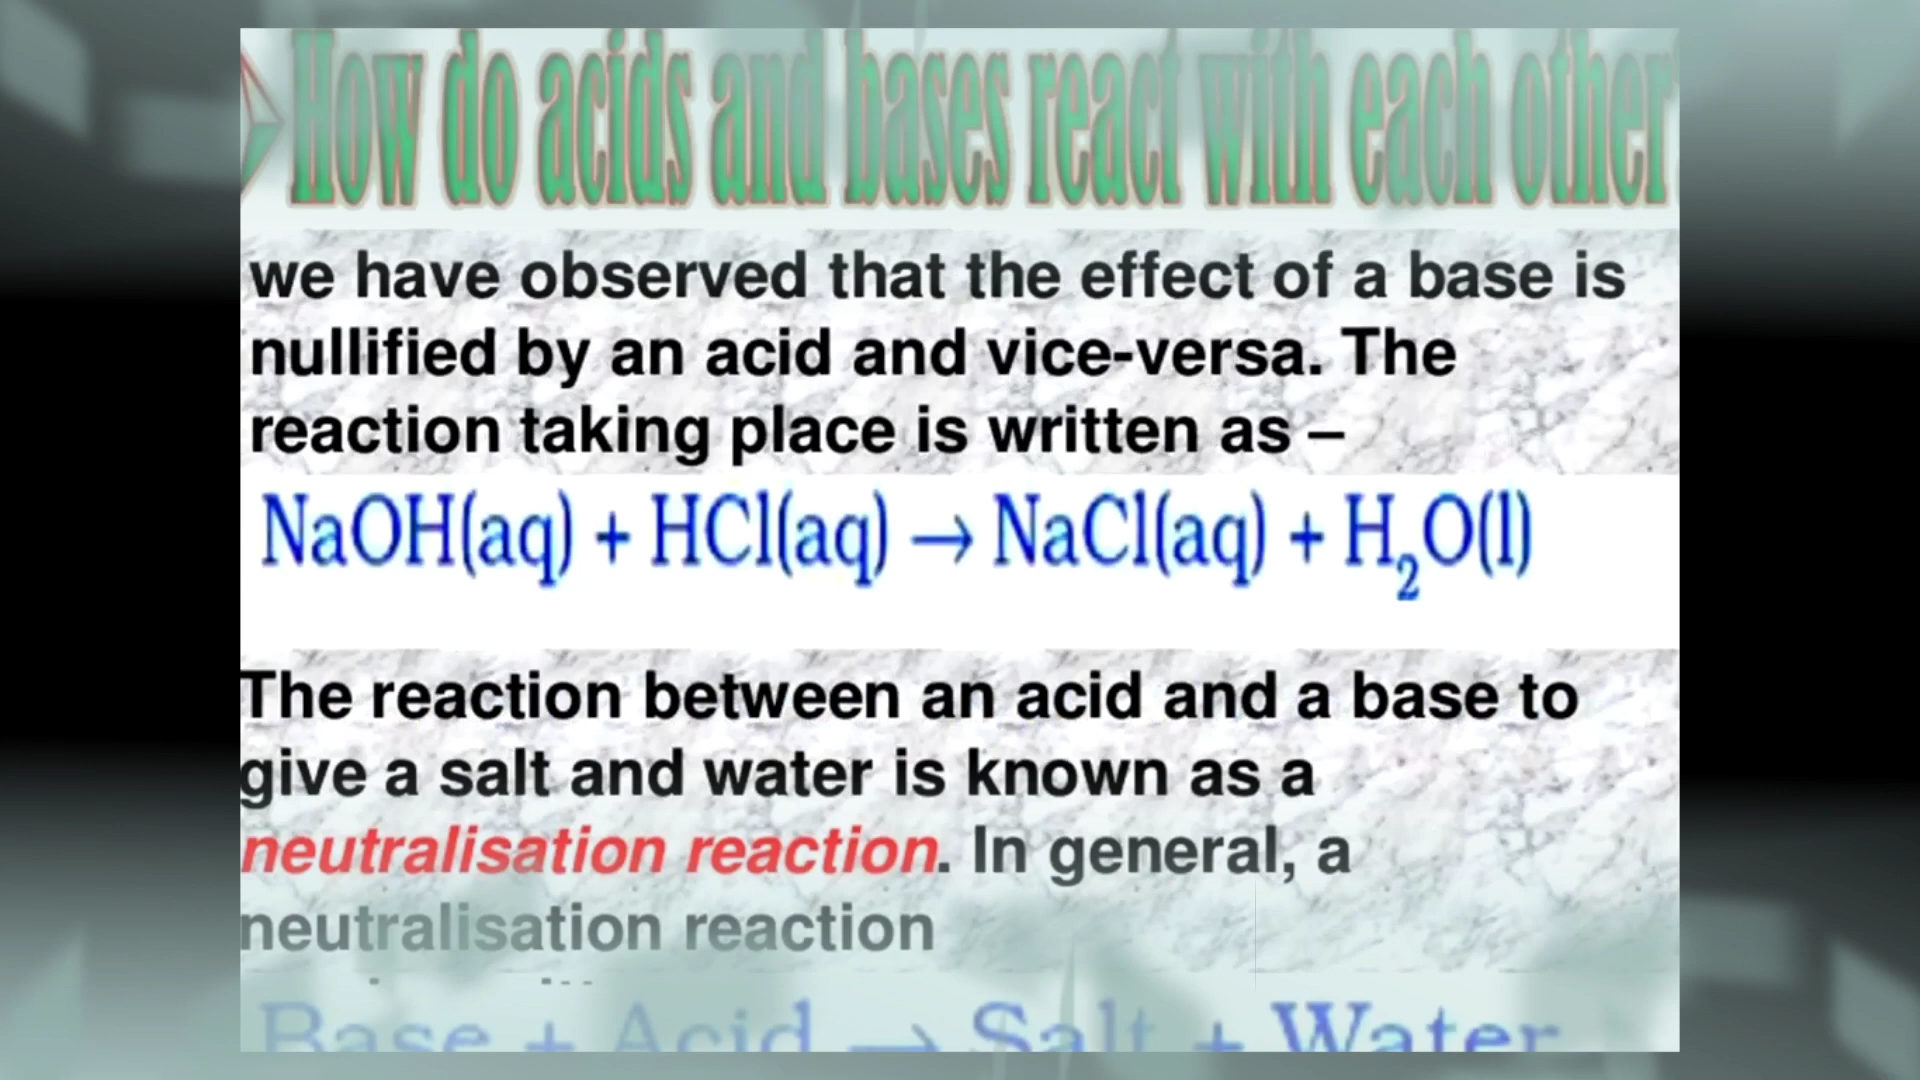 How do acids and bases react with each other
we have observed that the effect of a base is
nullified by an acid and vice-versa. The
reaction taking place is written as –
NaOH(aq) + HCl(aq) → NaCl(aq) + H₂O(l)
The reaction between an acid and a base to
give a salt and water is known as a
neutralisation reaction. In general, a
neutralisation reaction
Base + Acid → Salt + Water